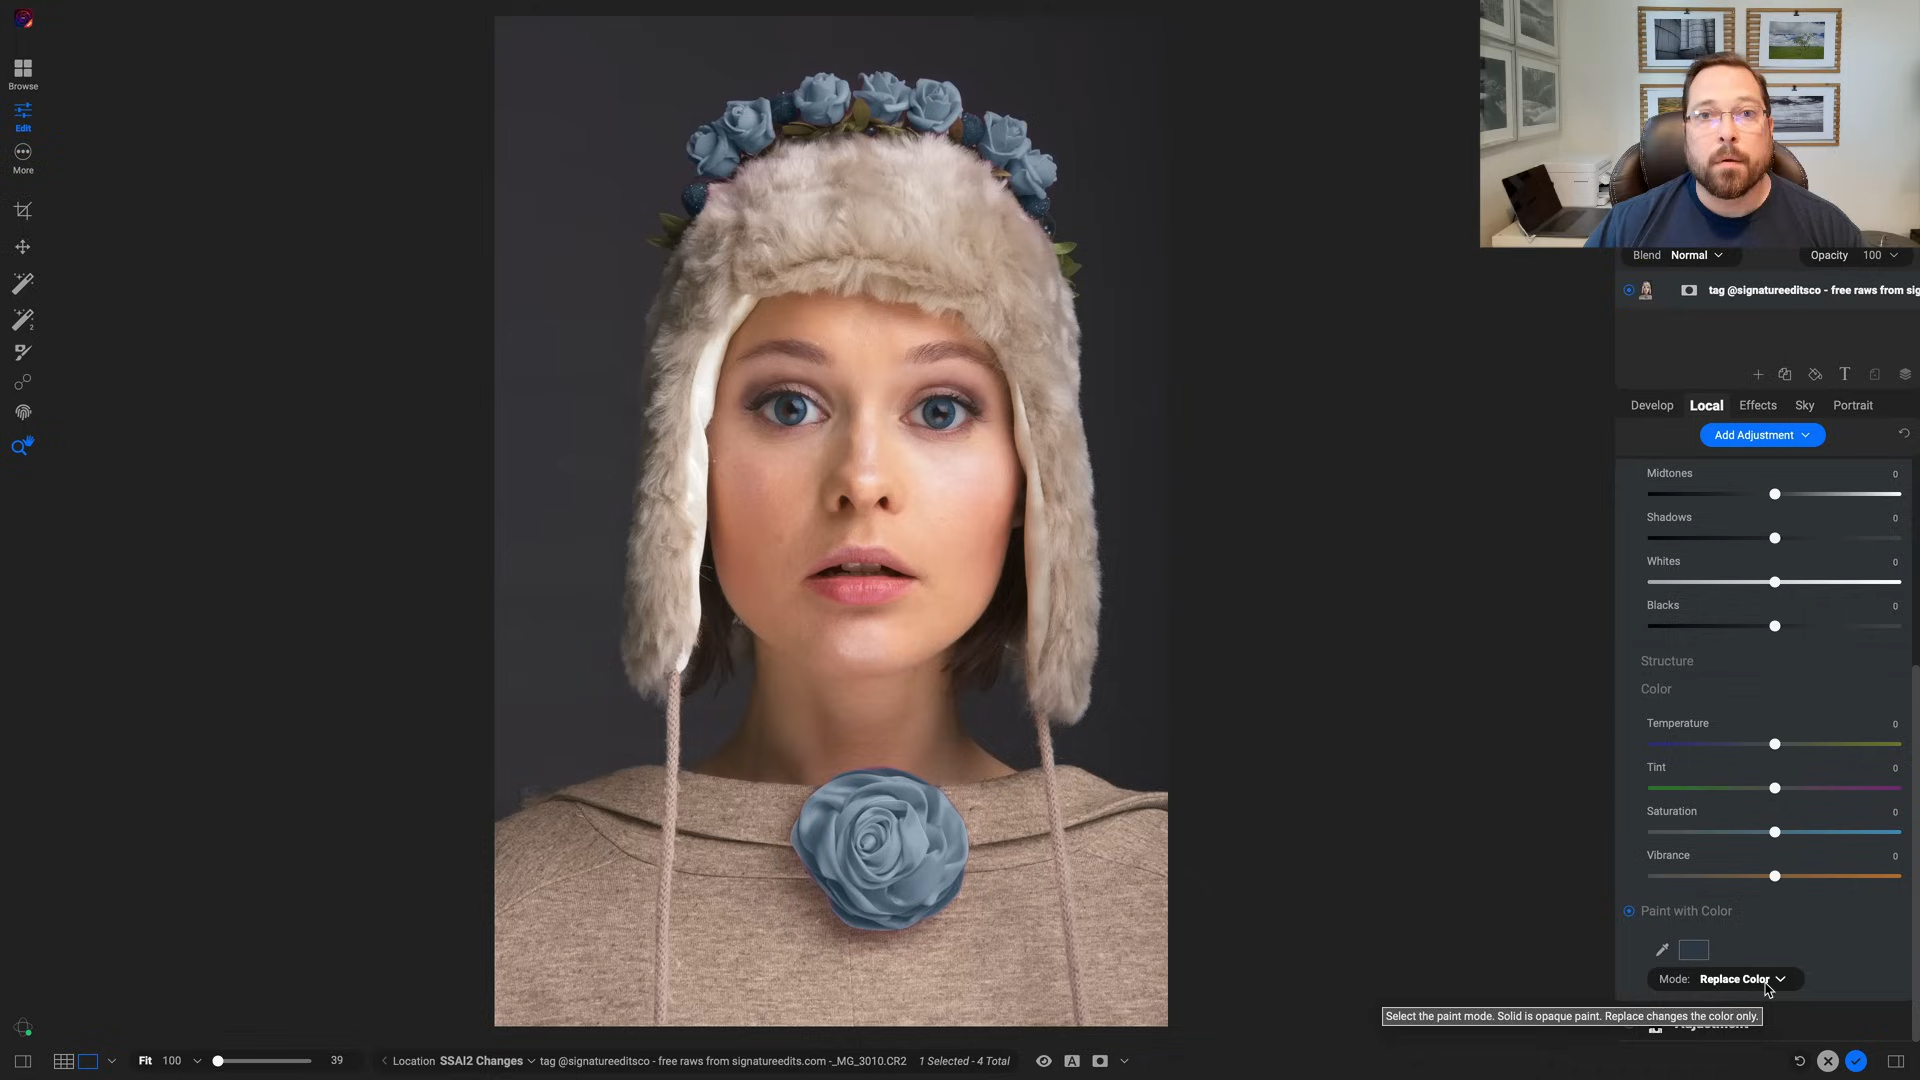 Browse
Edit
More
2
Blend Normal
Opacity 100
tag @signatureeditsco - free raws from sig
T
Develop Local Effects Sky Portrait
Add Adjustment
Midtones 0
Shadows 0
Whites 0
Blacks 0
Structure
Color
Temperature 0
Tint 0
Saturation 0
Vibrance 0
Paint with Color
Mode: Replace Color
Select the paint mode. Solid is opaque paint. Replace changes the color only.
Fit 100
39
Location SSAI2 Changes
tag @signatureeditsco - free raws from signatureedits.com -_MG_3010.CR2
1 Selected - 4 Total
A